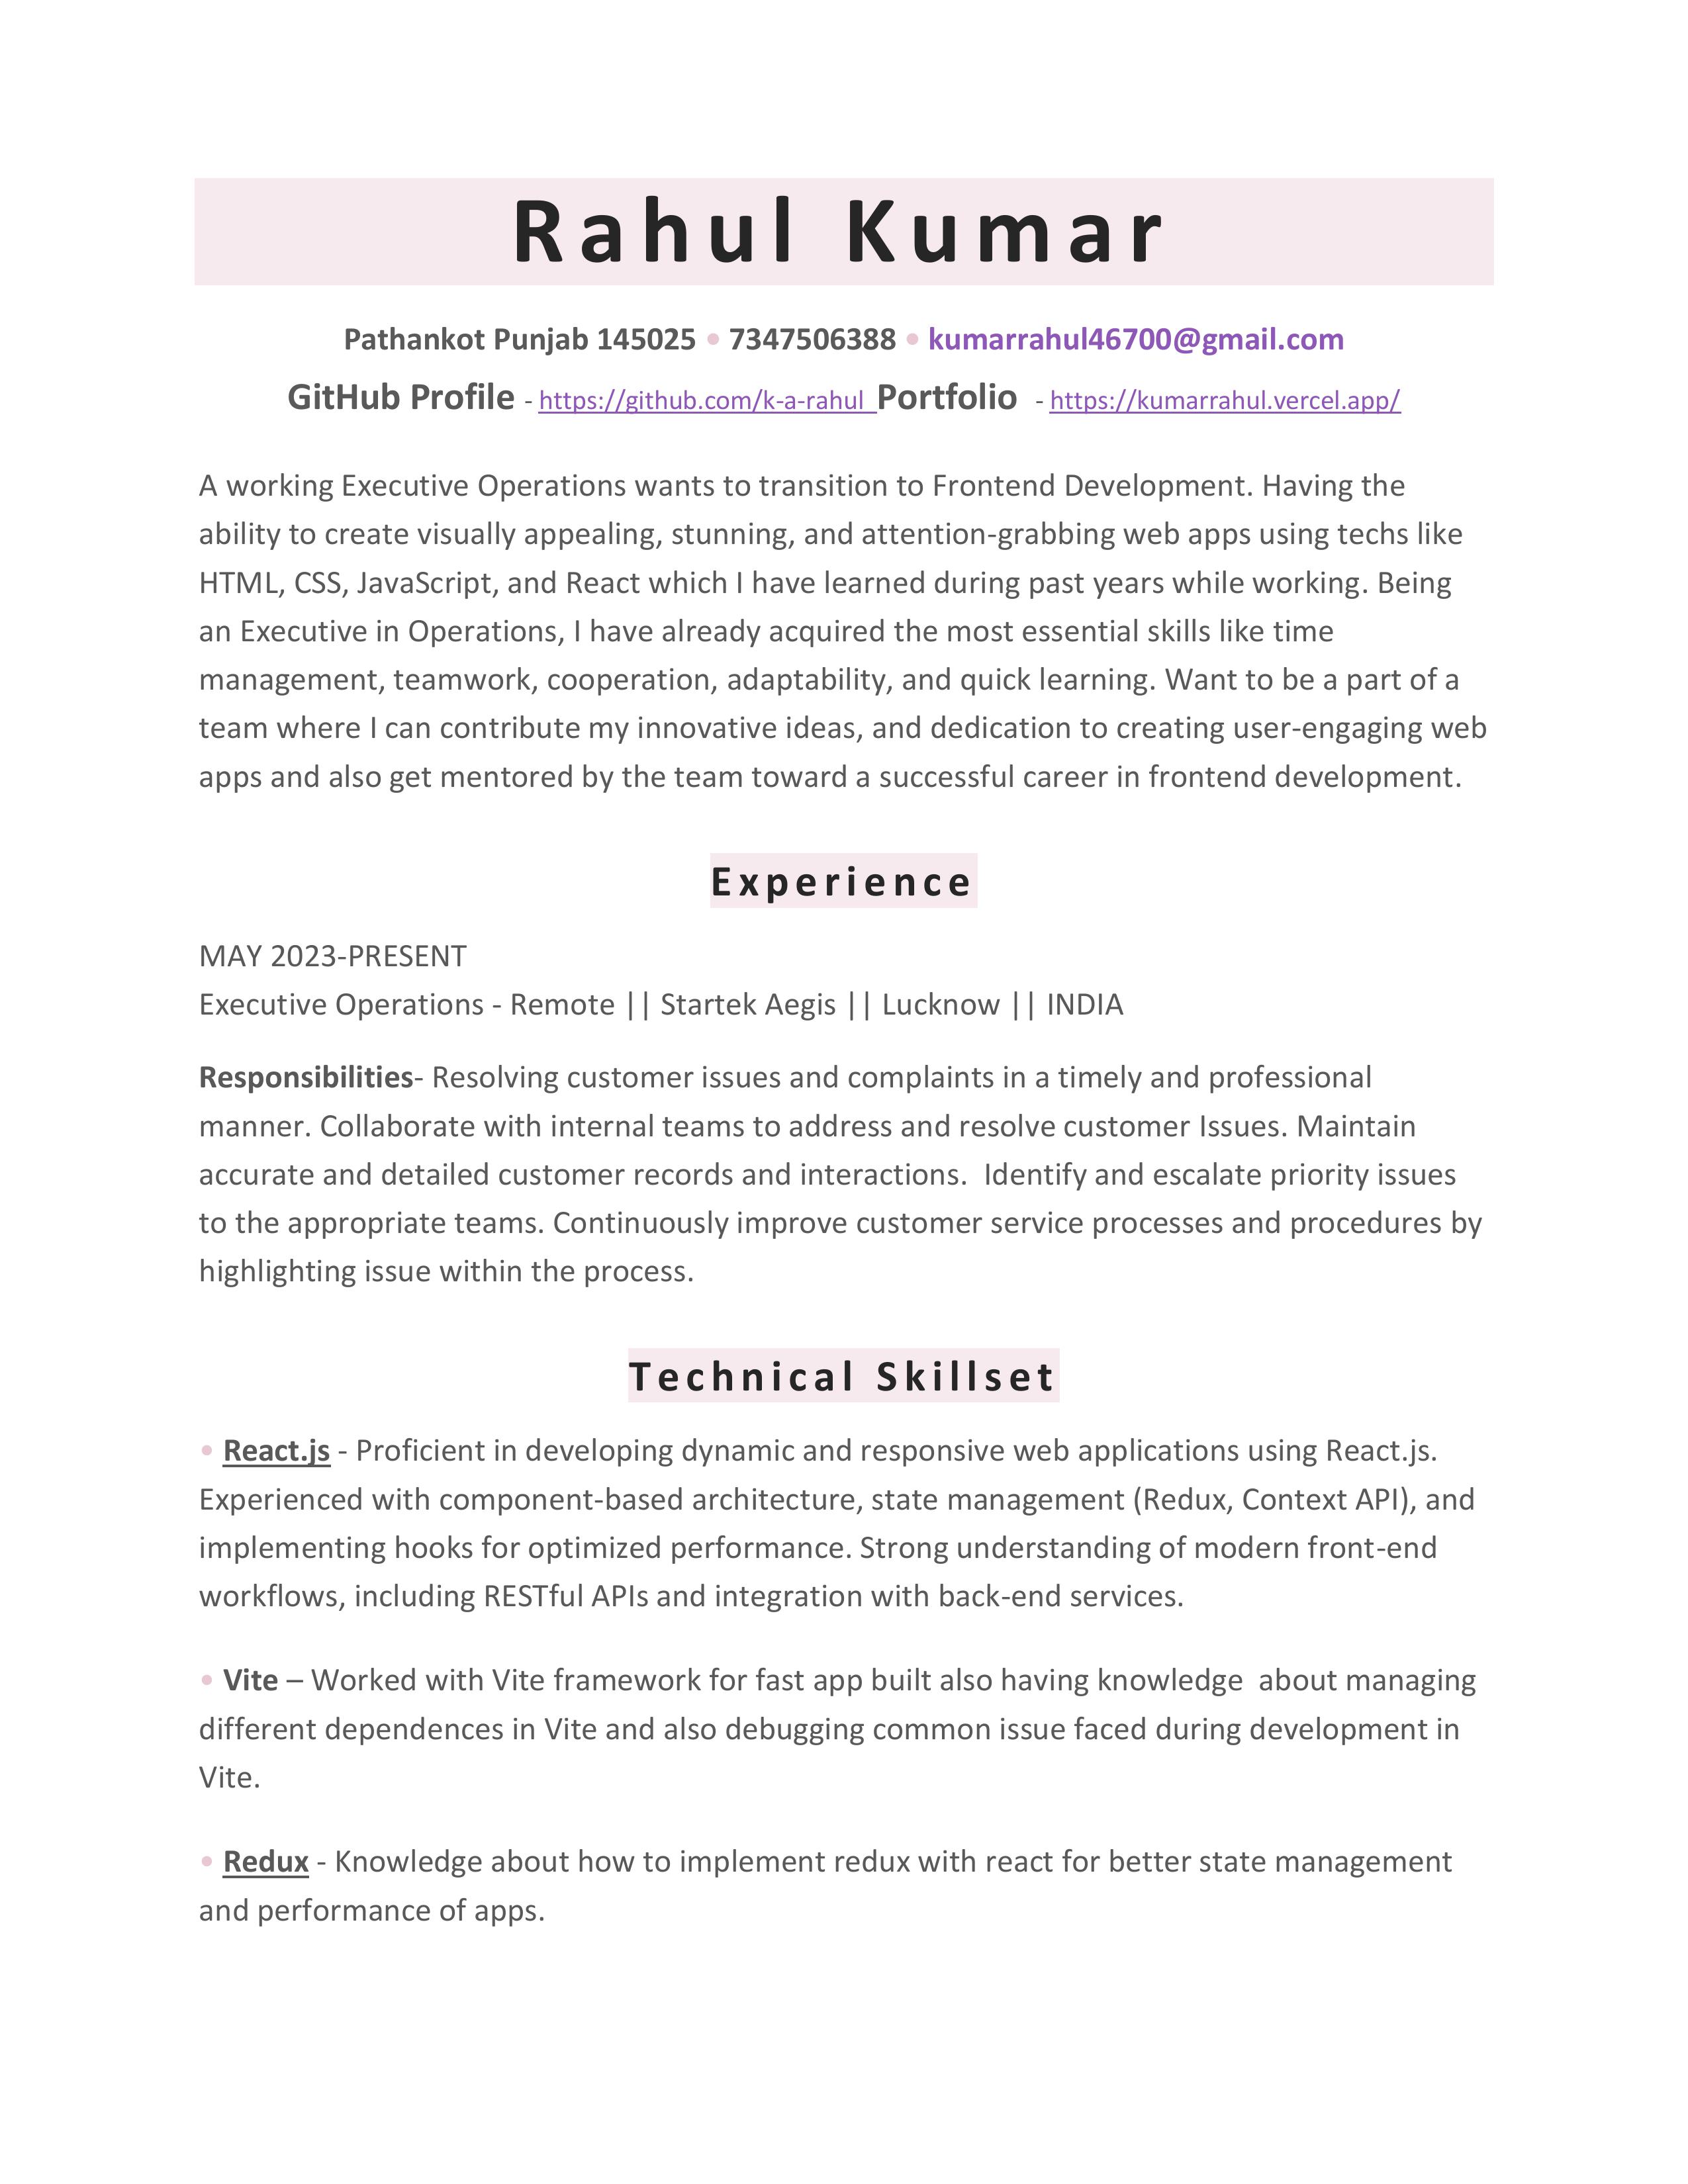 Rahul Kumar
Pathankot Punjab 145025 • 7347506388 • kumarrahul46700@gmail.com
GitHub Profile - https://github.com/k-a-rahul Portfolio - https://kumarrahul.vercel.app/
A working Executive Operations wants to transition to Frontend Development. Having the
ability to create visually appealing, stunning, and attention-grabbing web apps using techs like
HTML, CSS, JavaScript, and React which I have learned during past years while working. Being
an Executive in Operations, I have already acquired the most essential skills like time
management, teamwork, cooperation, adaptability, and quick learning. Want to be a part of a
team where I can contribute my innovative ideas, and dedication to creating user-engaging web
apps and also get mentored by the team toward a successful career in frontend development.
Experience
MAY 2023-PRESENT
Executive Operations - Remote || Startek Aegis || Lucknow || INDIA
Responsibilities- Resolving customer issues and complaints in a timely and professional
manner. Collaborate with internal teams to address and resolve customer Issues. Maintain
accurate and detailed customer records and interactions.  Identify and escalate priority issues
to the appropriate teams. Continuously improve customer service processes and procedures by
highlighting issue within the process.
Technical Skillset
• React.js - Proficient in developing dynamic and responsive web applications using React.js.
Experienced with component-based architecture, state management (Redux, Context API), and
implementing hooks for optimized performance. Strong understanding of modern front-end
workflows, including RESTful APIs and integration with back-end services.
• Vite – Worked with Vite framework for fast app built also having knowledge  about managing
different dependences in Vite and also debugging common issue faced during development in
Vite.
• Redux - Knowledge about how to implement redux with react for better state management
and performance of apps.